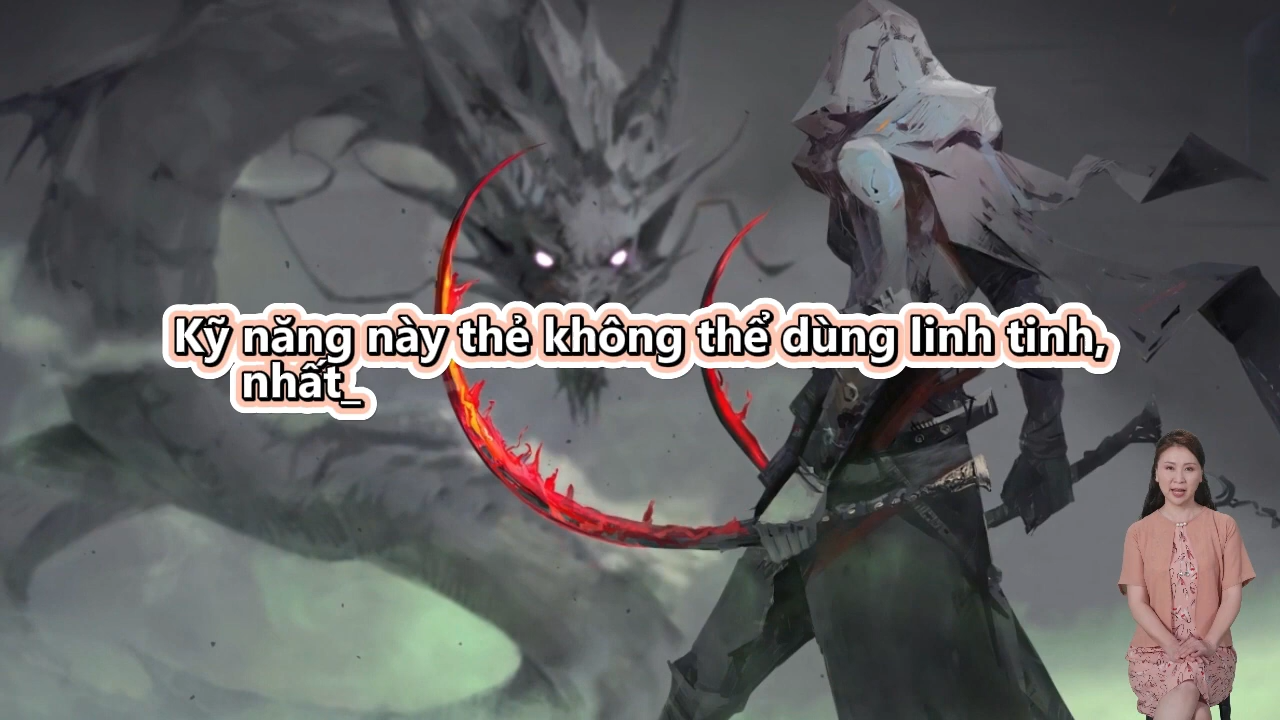 Kỹ năng này thẻ không thể dùng linh tinh,
nhất_